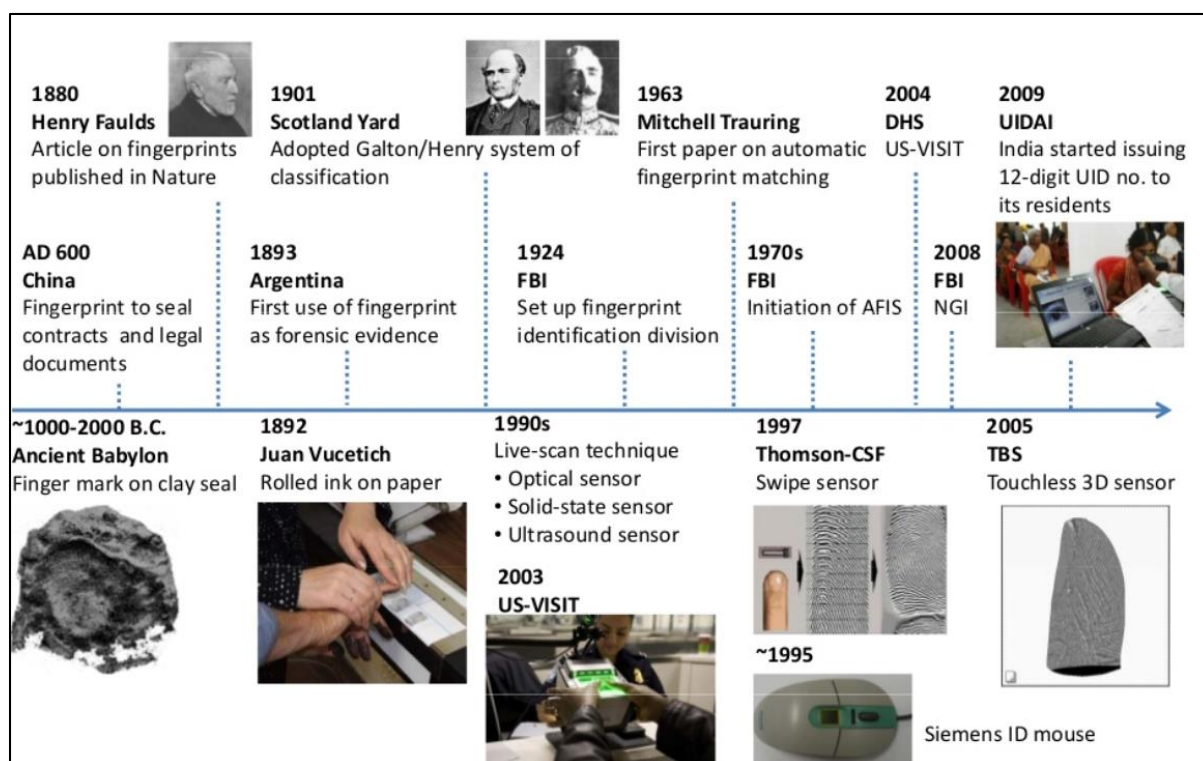 1880
Henry Faulds
Article on fingerprints
published in Nature
1901
Scotland Yard
Adopted Galton/Henry system of
classification
1963
Mitchell Trauring
First paper on automatic
fingerprint matching
2004
DHS
US-VISIT
2009
UIDAI
India started issuing
12-digit UID no. to
its residents
AD 600
China
Fingerprint to seal
contracts and legal
documents
1893
Argentina
First use of fingerprint
as forensic evidence
1924
FBI
Set up fingerprint
identification division
1970s
FBI
Initiation of AFIS
2008
FBI
NGI
~1000-2000 B.C.
Ancient Babylon
Finger mark on clay seal
1892
Juan Vucetich
Rolled ink on paper
1990s
Live-scan technique
• Optical sensor
• Solid-state sensor
• Ultrasound sensor
2003
US-VISIT
1997
Thomson-CSF
Swipe sensor
~1995
Siemens ID mouse
2005
TBS
Touchless 3D sensor